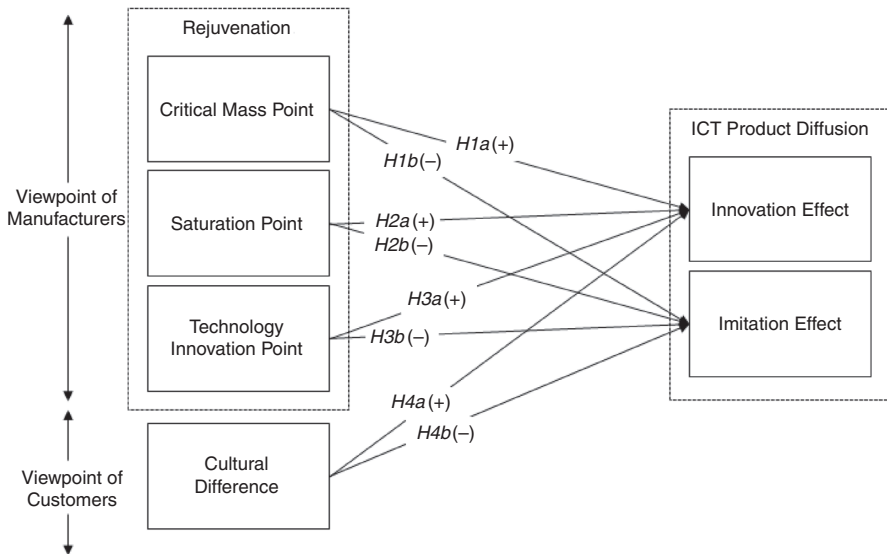 Rejuvenation
Critical Mass Point
Saturation Point
Technology
Innovation Point
Cultural
Difference
Viewpoint of
Manufacturers
Viewpoint of
Customers
H1a(+)
H1b(–)
H2a(+)
H2b(–)
H3a(+)
H3b(–)
H4a(+)
H4b(–)
ICT Product Diffusion
Innovation Effect
Imitation Effect